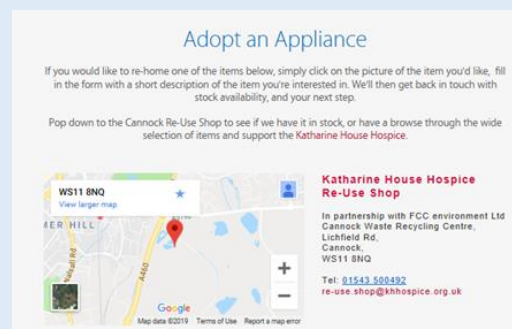 Adopt an Appliance
If you would like to re-home one of the items below, simply click on the picture of the item you'd like, fill
in the form with a short description of the item you're interested in. We'll then get back in touch with
stock availability, and your next step.
Pop down to the Cannock Re-Use Shop to see if we have it in stock, or have a browse through the wide
selection of items and support the Katharine House Hospice.
WS11 8NQ
View larger map
MER HILL
Walsall Rd
A460
+
−
Google
Map data ©2019 Terms of Use Report a map error
Katharine House Hospice
Re-Use Shop
In partnership with FCC environment Ltd
Cannock Waste Recycling Centre,
Lichfield Rd,
Cannock,
WS11 8NQ
Tel: 01543 500492
re-use.shop@khhospice.org.uk